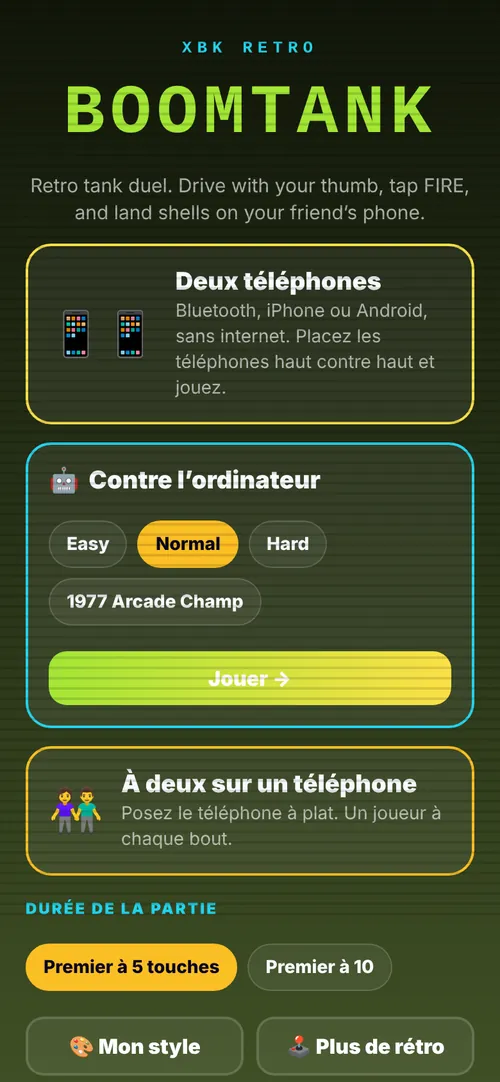 XBK RETRO
BOOMTANK
Retro tank duel. Drive with your thumb, tap FIRE,
and land shells on your friend’s phone.
Deux téléphones
Bluetooth, iPhone ou Android,
sans internet. Placez les
téléphones haut contre haut et
jouez.
Contre l’ordinateur
Easy
Normal
Hard
1977 Arcade Champ
Jouer →
À deux sur un téléphone
Posez le téléphone à plat. Un joueur à
chaque bout.
DURÉE DE LA PARTIE
Premier à 5 touches
Premier à 10
Mon style
Plus de rétro